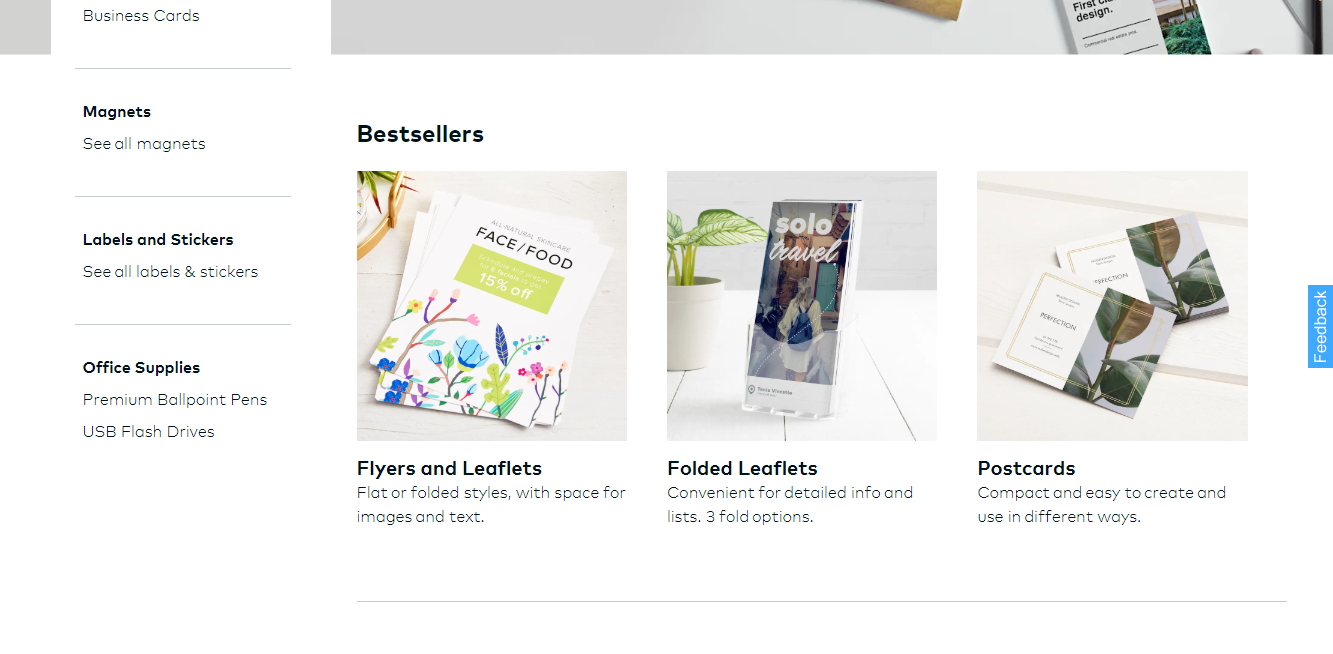 Business Cards
First cla
design.
Magnets
See all magnets
Labels and Stickers
See all labels & stickers
Office Supplies
Premium Ballpoint Pens
USB Flash Drives
Bestsellers
ALL-NATURAL SKINCARE
FACE/FOOD
15% off
solo
travel
PERFECTION
PERFECTION
Flyers and Leaflets
Flat or folded styles, with space for
images and text.
Folded Leaflets
Convenient for detailed info and
lists. 3 fold options.
Postcards
Compact and easy to create and
use in different ways.
Feedback